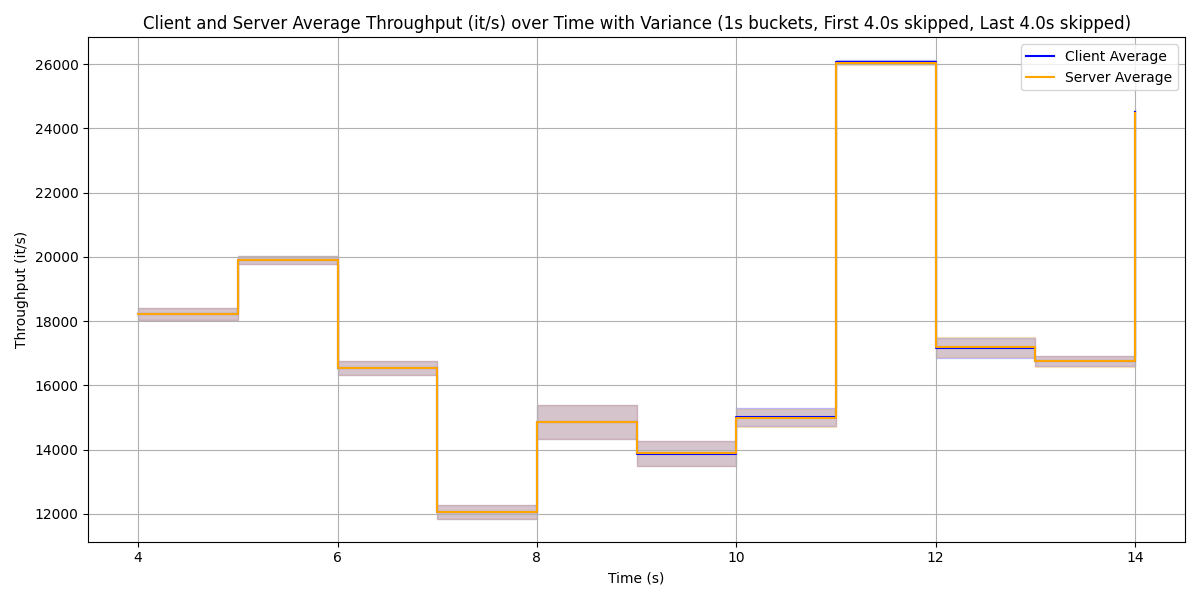 Client and Server Average Throughput (it/s) over Time with Variance (1s buckets, First 4.0s skipped, Last 4.0s skipped)
Client Average
Server Average
Throughput (it/s)
26000
24000
22000
20000
18000
16000
14000
12000
4 6 8 10 12 14
Time (s)